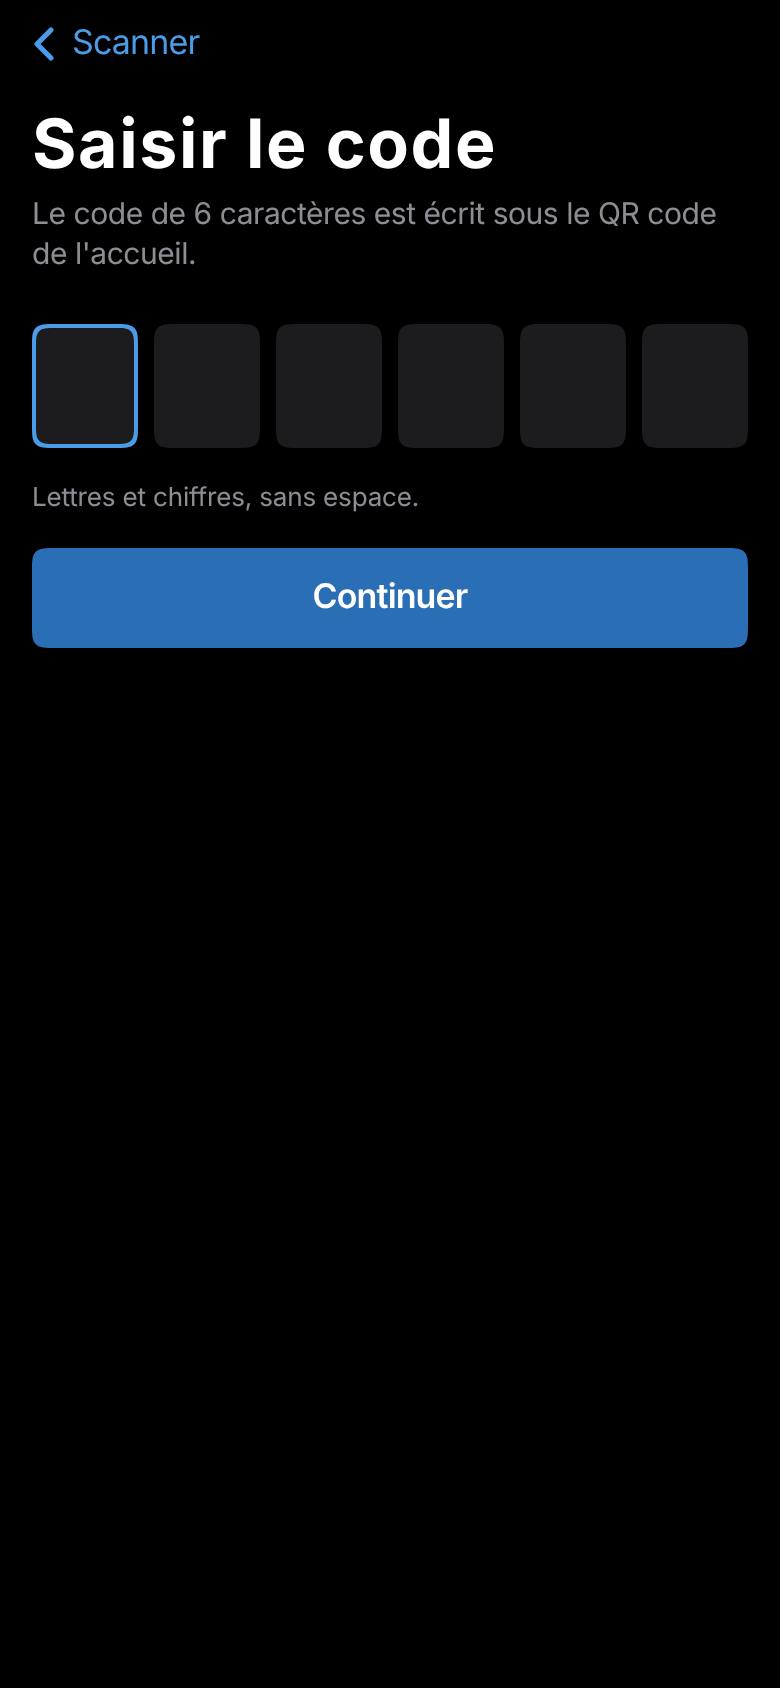 Scanner
Saisir le code
Le code de 6 caractères est écrit sous le QR code
de l'accueil.
Lettres et chiffres, sans espace.
Continuer